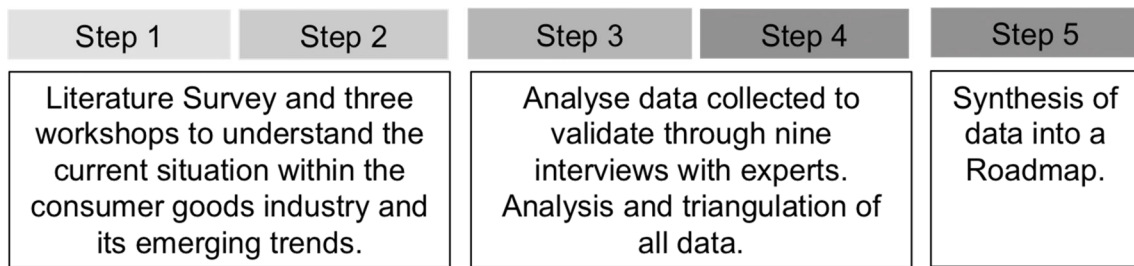 Step 1
Step 2
Step 3
Step 4
Step 5
Literature Survey and three
workshops to understand the
current situation within the
consumer goods industry and
its emerging trends.
Analyse data collected to
validate through nine
interviews with experts.
Analysis and triangulation of
all data.
Synthesis of
data into a
Roadmap.